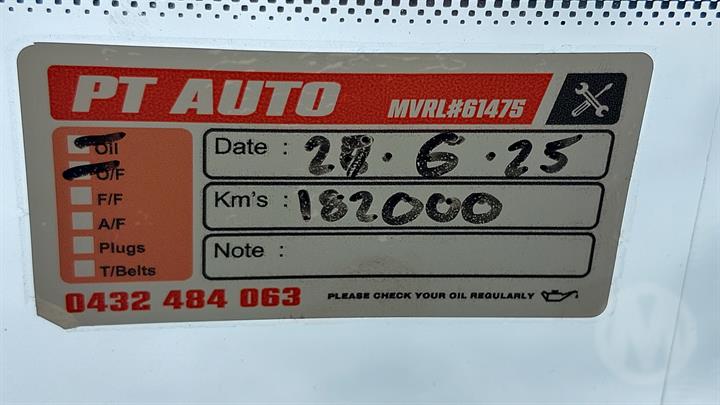 PT AUTO
MVRL#61475
Oil
O/F
F/F
A/F
Plugs
T/Belts
Date : 27.6.25
Km's : 182000
Note :
0432 484 063
PLEASE CHECK YOUR OIL REGULARLY